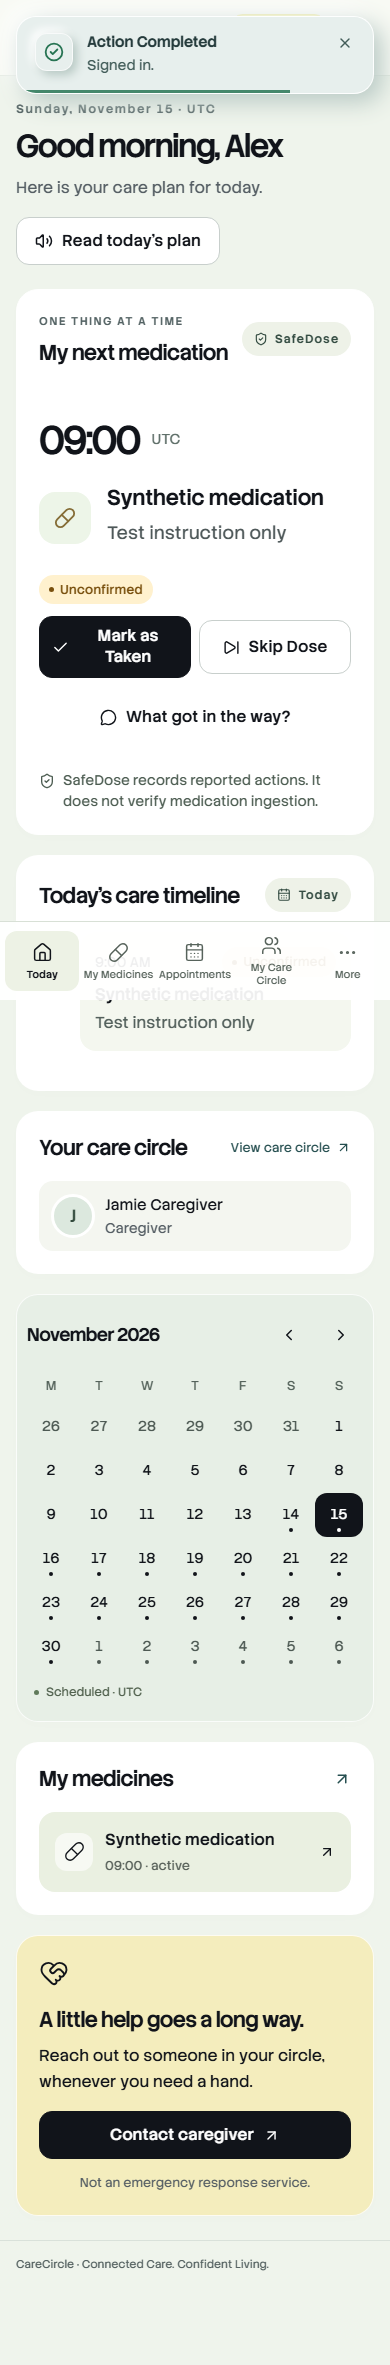 Action Completed
Signed in.
Sunday, November 15 · UTC
Good morning, Alex
Here is your care plan for today.
Read today's plan
ONE THING AT A TIME
My next medication
SafeDose
09:00 UTC
Synthetic medication
Test instruction only
Unconfirmed
Mark as
Taken
Skip Dose
What got in the way?
SafeDose records reported actions. It
does not verify medication ingestion.
Today's care timeline
Today
9:00 AM
Unconfirmed
Synthetic medication
Test instruction only
Today
My Medicines
Appointments
My Care
Circle
More
Your care circle
View care circle
J
Jamie Caregiver
Caregiver
November 2026
M T W T F S S
26 27 28 29 30 31 1
2 3 4 5 6 7 8
9 10 11 12 13 14 15
16 17 18 19 20 21 22
23 24 25 26 27 28 29
30 1 2 3 4 5 6
Scheduled · UTC
My medicines
Synthetic medication
09:00 · active
A little help goes a long way.
Reach out to someone in your circle,
whenever you need a hand.
Contact caregiver
Not an emergency response service.
CareCircle · Connected Care. Confident Living.